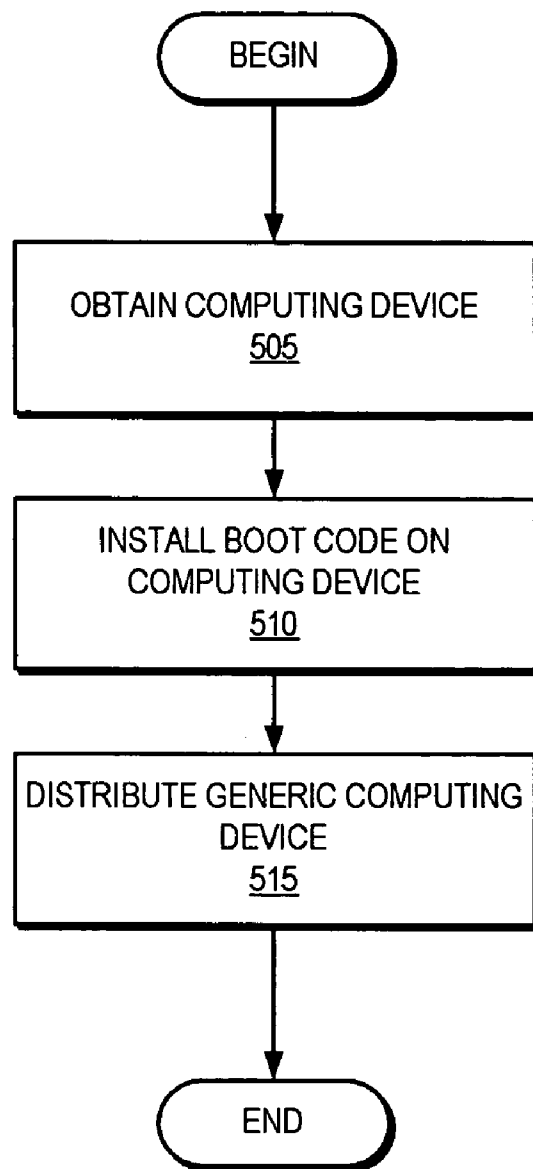 BEGIN
OBTAIN COMPUTING DEVICE
505
INSTALL BOOT CODE ON
COMPUTING DEVICE
510
DISTRIBUTE GENERIC COMPUTING
DEVICE
515
END